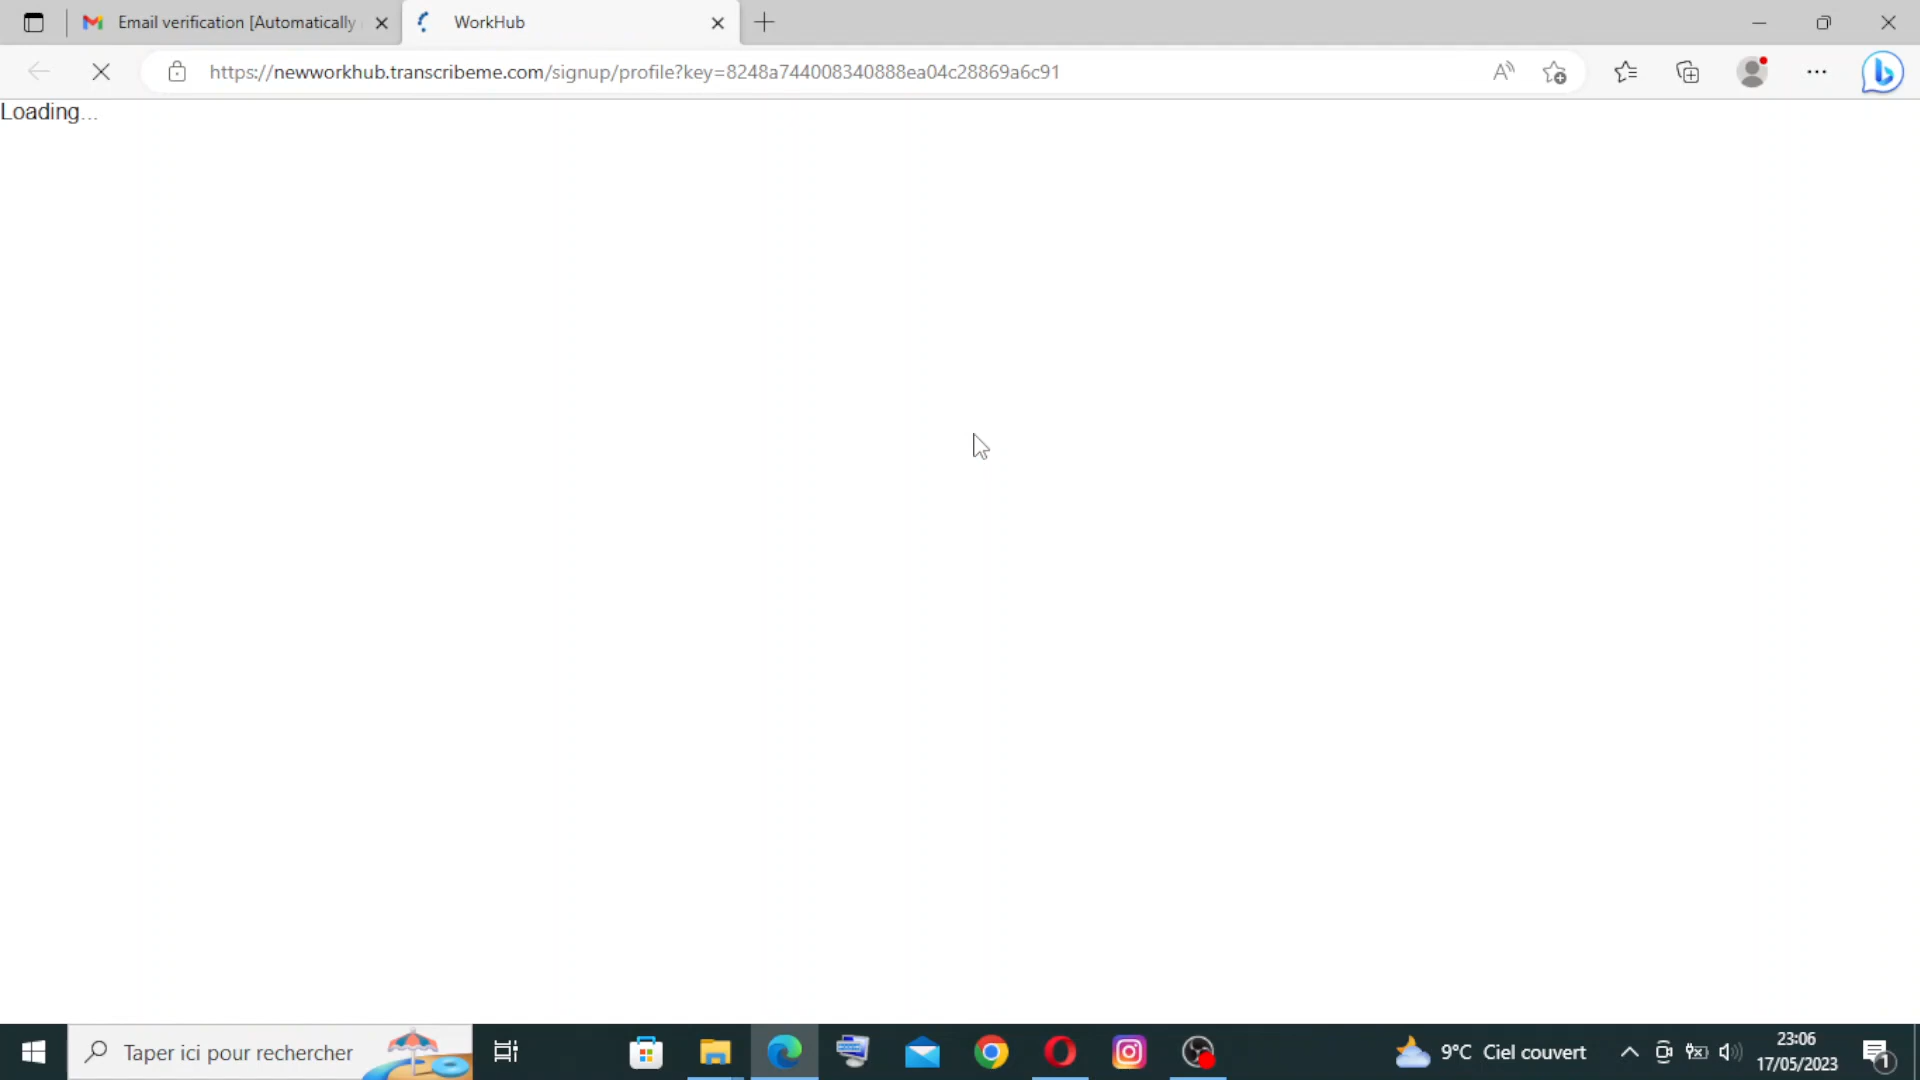 Email verification [Automatically
WorkHub
https://newworkhub.transcribeme.com/signup/profile?key=8248a744008340888ea04c28869a6c91
Loading...
Taper ici pour rechercher
9°C Ciel couvert
23:06
17/05/2023
1